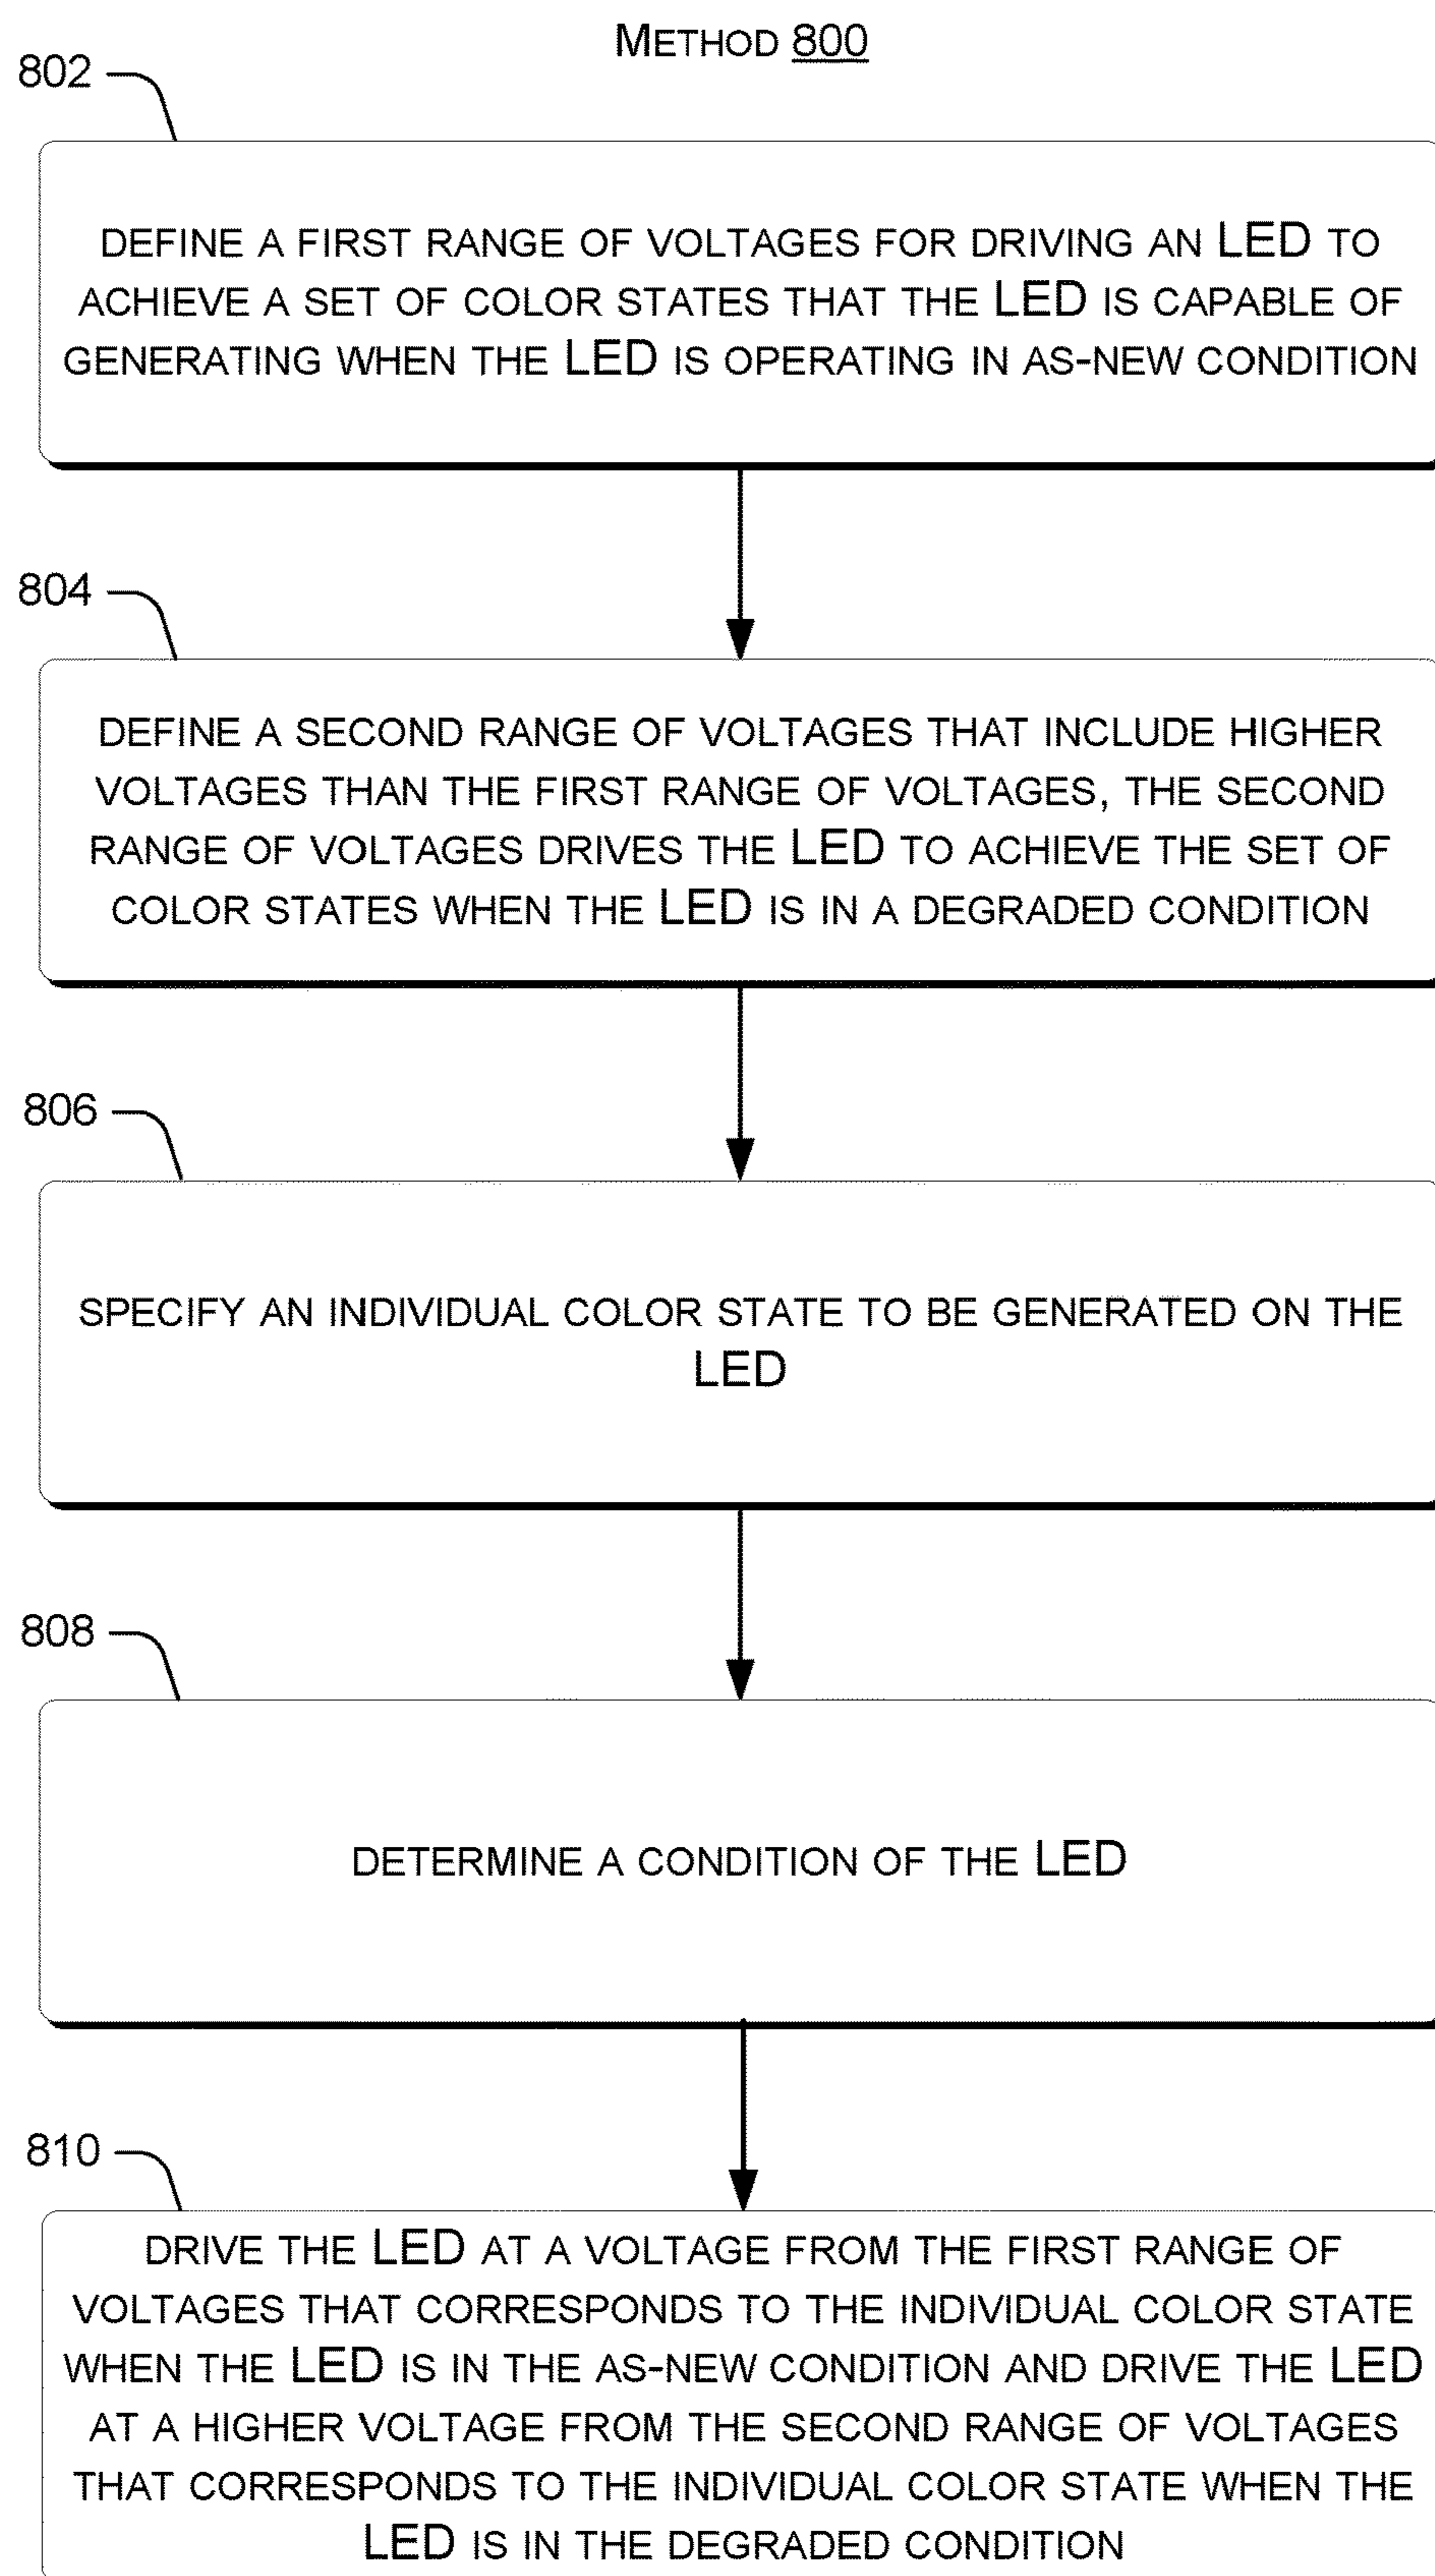 METHOD 800
802
DEFINE A FIRST RANGE OF VOLTAGES FOR DRIVING AN LED TO
ACHIEVE A SET OF COLOR STATES THAT THE LED IS CAPABLE OF
GENERATING WHEN THE LED IS OPERATING IN AS-NEW CONDITION
804
DEFINE A SECOND RANGE OF VOLTAGES THAT INCLUDE HIGHER
VOLTAGES THAN THE FIRST RANGE OF VOLTAGES, THE SECOND
RANGE OF VOLTAGES DRIVES THE LED TO ACHIEVE THE SET OF
COLOR STATES WHEN THE LED IS IN A DEGRADED CONDITION
806
SPECIFY AN INDIVIDUAL COLOR STATE TO BE GENERATED ON THE
LED
808
DETERMINE A CONDITION OF THE LED
810
DRIVE THE LED AT A VOLTAGE FROM THE FIRST RANGE OF
VOLTAGES THAT CORRESPONDS TO THE INDIVIDUAL COLOR STATE
WHEN THE LED IS IN THE AS-NEW CONDITION AND DRIVE THE LED
AT A HIGHER VOLTAGE FROM THE SECOND RANGE OF VOLTAGES
THAT CORRESPONDS TO THE INDIVIDUAL COLOR STATE WHEN THE
LED IS IN THE DEGRADED CONDITION